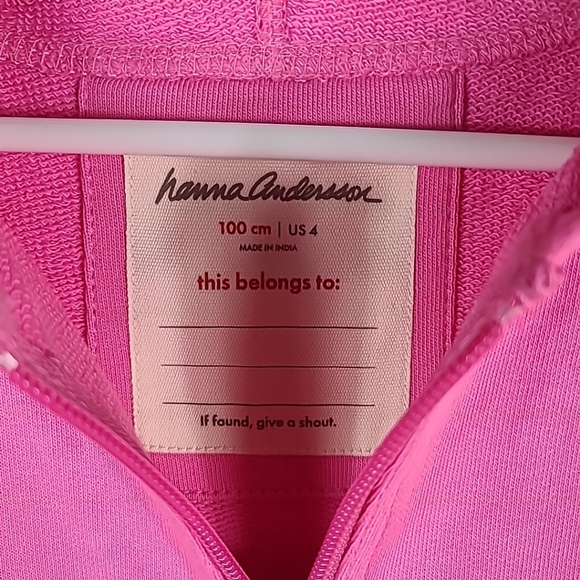 hanna andersson
100 cm | US 4
MADE IN INDIA
this belongs to:
If found, give a shout.